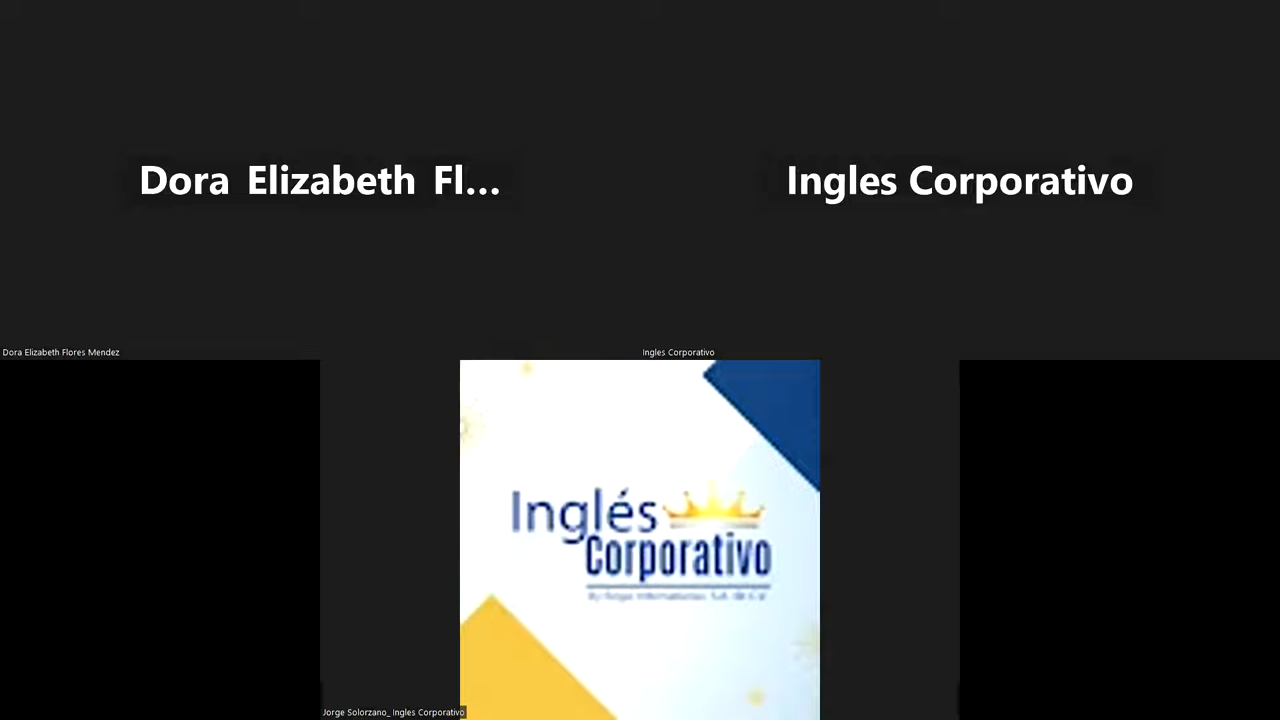 Dora Elizabeth Fl...
Ingles Corporativo
Dora Elizabeth Flores Mendez
Ingles Corporativo
Inglés
Corporativo
Jorge Solorzano_ Ingles Corporativo